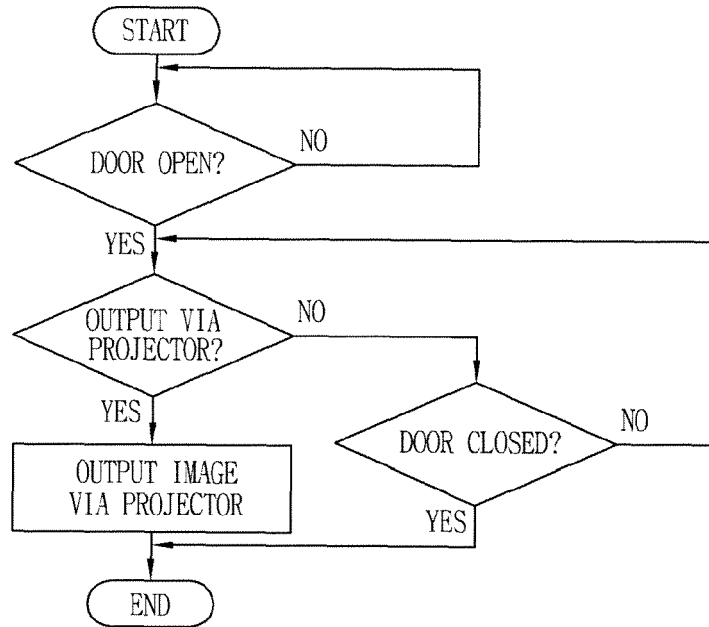 START
NO
DOOR OPEN?
YES
OUTPUT VIA
PROJECTOR?
NO
YES
DOOR CLOSED?
NO
OUTPUT IMAGE
VIA PROJECTOR
YES
END